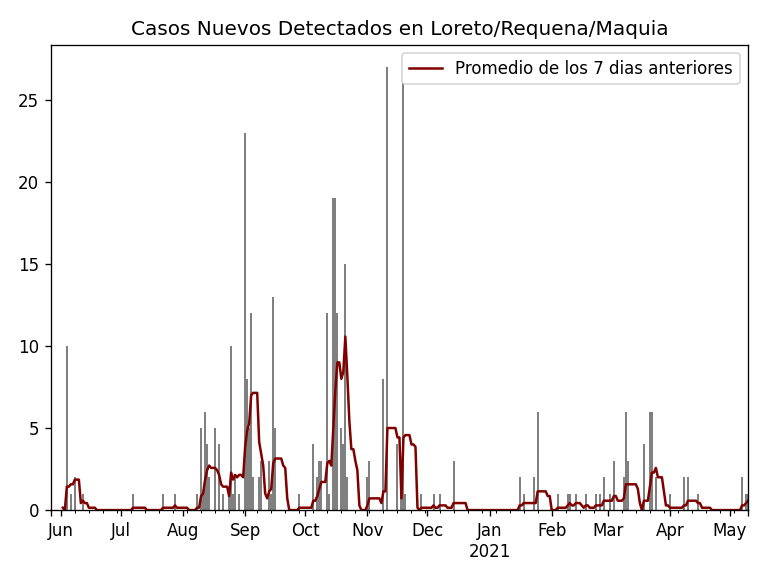 Casos Nuevos Detectados en Loreto/Requena/Maquia
Promedio de los 7 dias anteriores
25
20
15
10
5
0
Jun Jul Aug Sep Oct Nov Dec Jan Feb Mar Apr May
2021